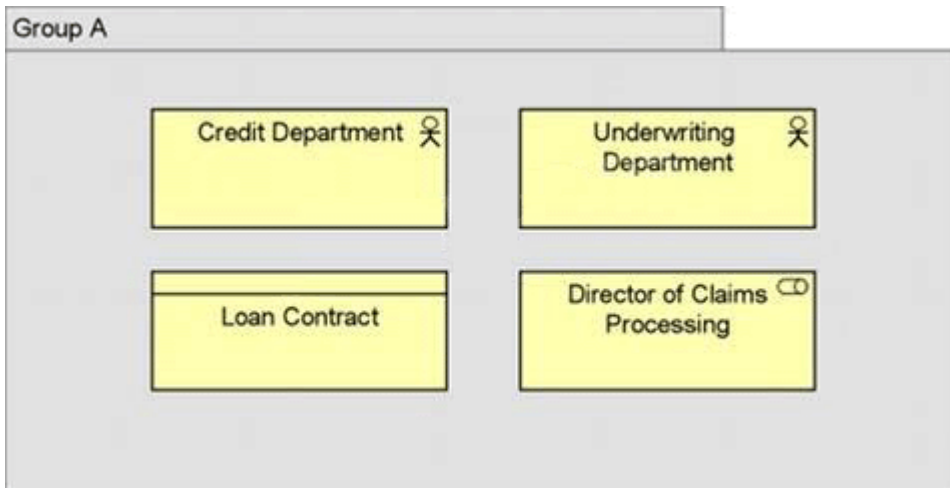 Group A
Credit Department
Underwriting
Department
Loan Contract
Director of Claims
Processing